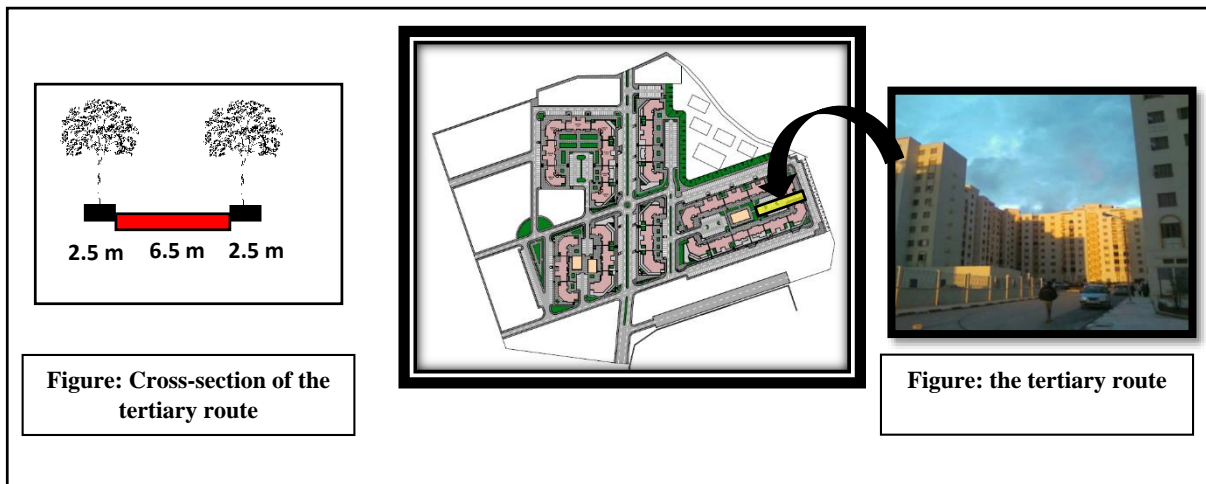 2.5 m 6.5 m 2.5 m
Figure: Cross-section of the
tertiary route
Figure: the tertiary route